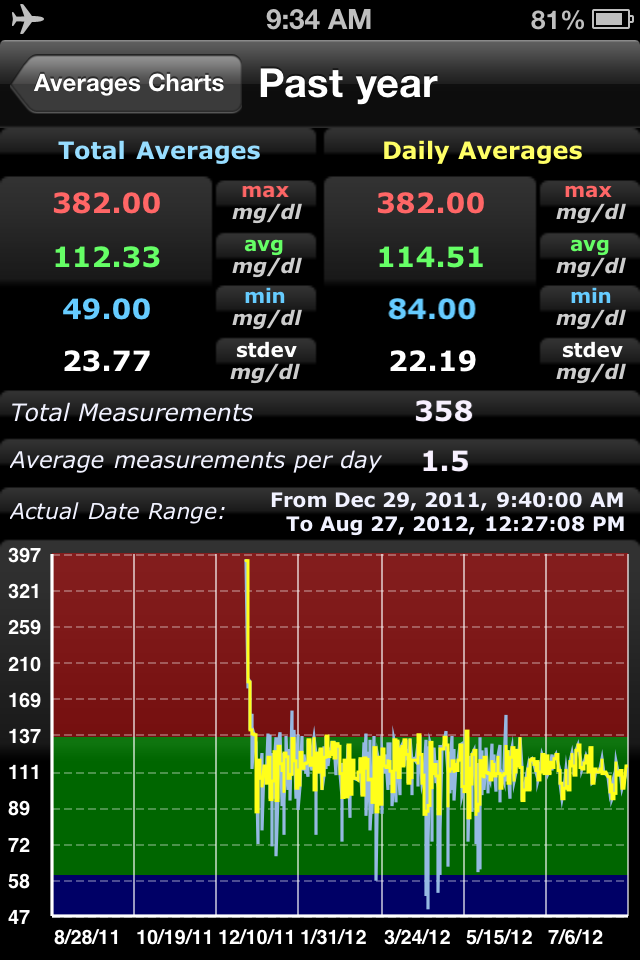 9:34 AM 81%
Averages Charts Past year
Total Averages Daily Averages
382.00 max mg/dl 382.00 max mg/dl
112.33 avg mg/dl 114.51 avg mg/dl
49.00 min mg/dl 84.00 min mg/dl
23.77 stdev mg/dl 22.19 stdev mg/dl
Total Measurements 358
Average measurements per day 1.5
Actual Date Range: From Dec 29, 2011, 9:40:00 AM
To Aug 27, 2012, 12:27:08 PM
397
321
259
210
169
137
111
89
72
58
47
8/28/11 10/19/11 12/10/11 1/31/12 3/24/12 5/15/12 7/6/12